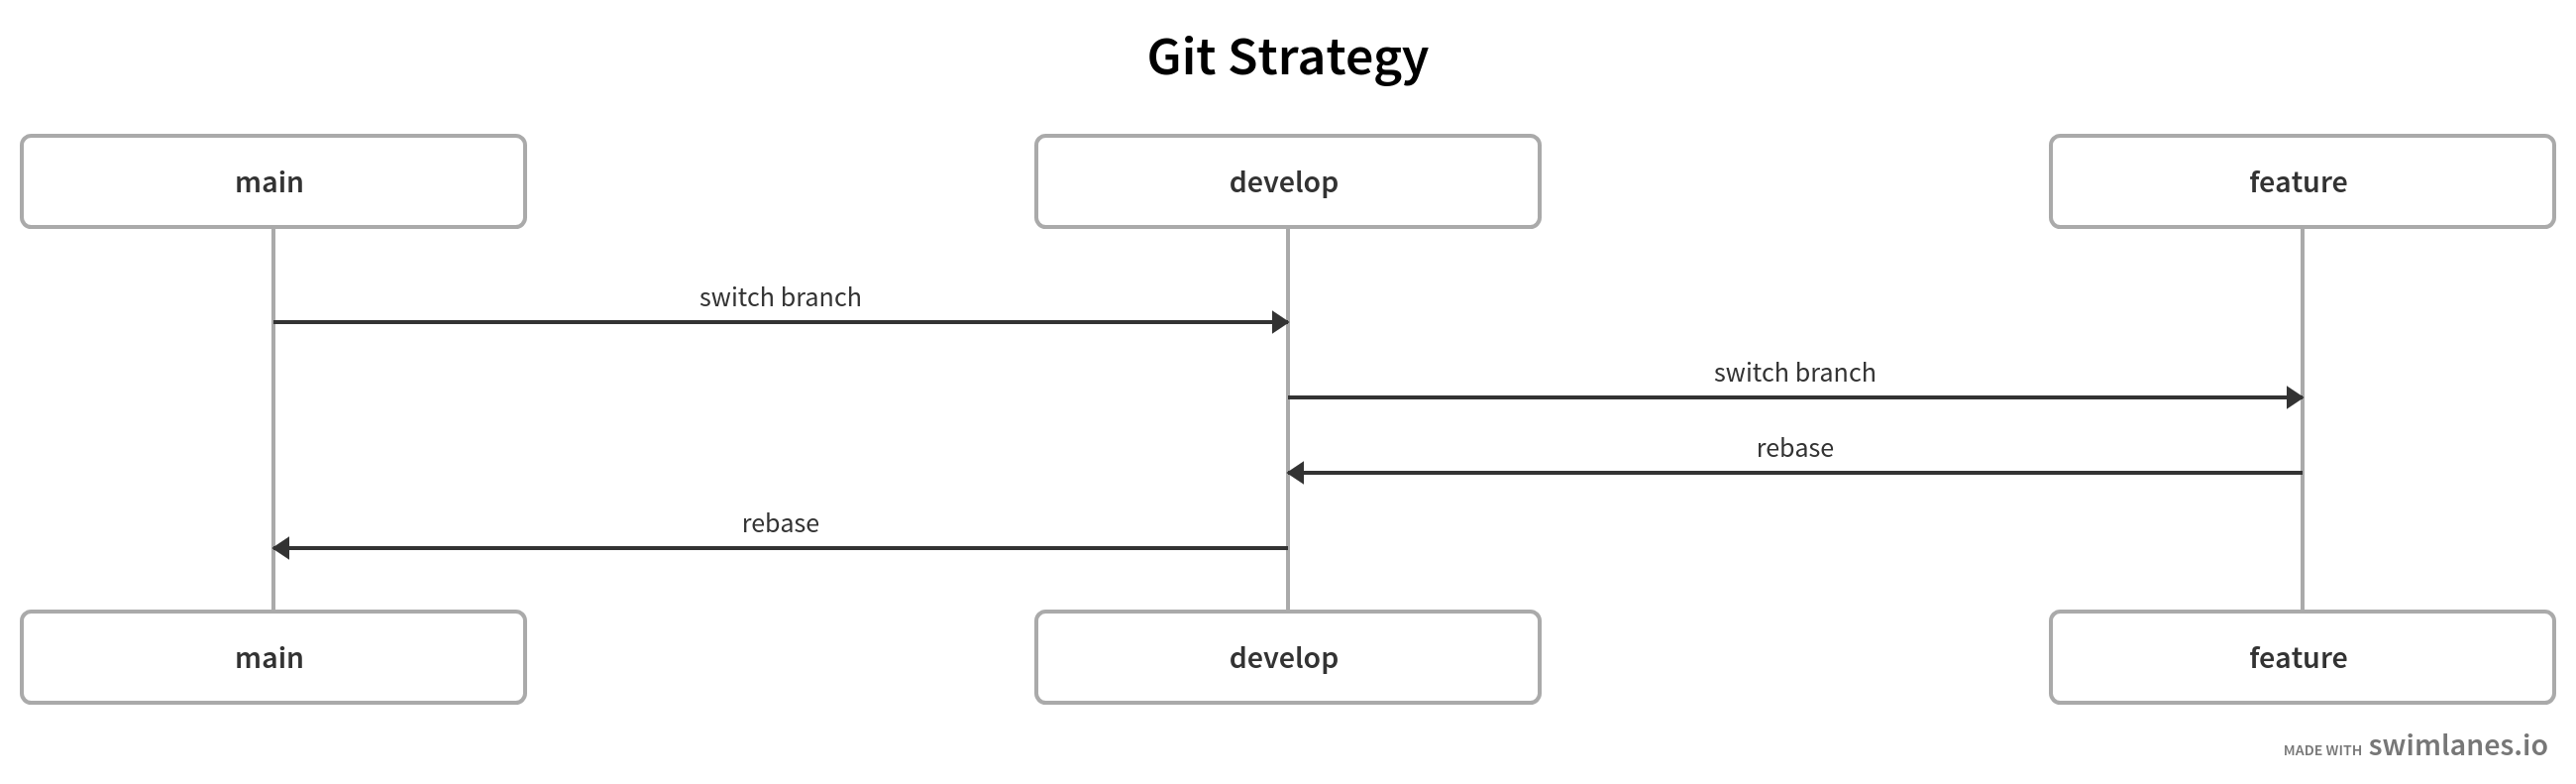 Git Strategy
main
develop
feature
switch branch
switch branch
rebase
rebase
main
develop
feature
MADE WITH swimlanes.io